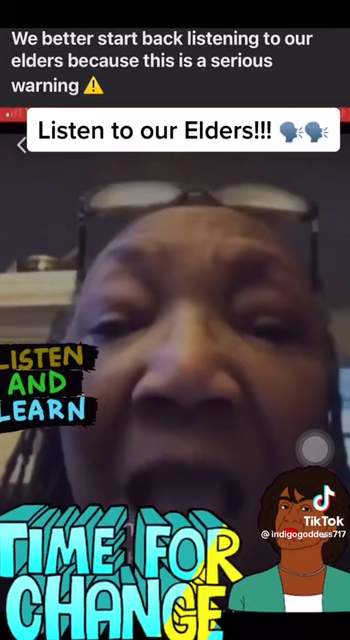 We better start back listening to our
elders because this is a serious
warning ⚠️
Listen to our Elders!!! 🗣️🗣️
LISTEN
AND
LEARN
TikTok
@indigogoddess717
TIME FOR
CHANGE